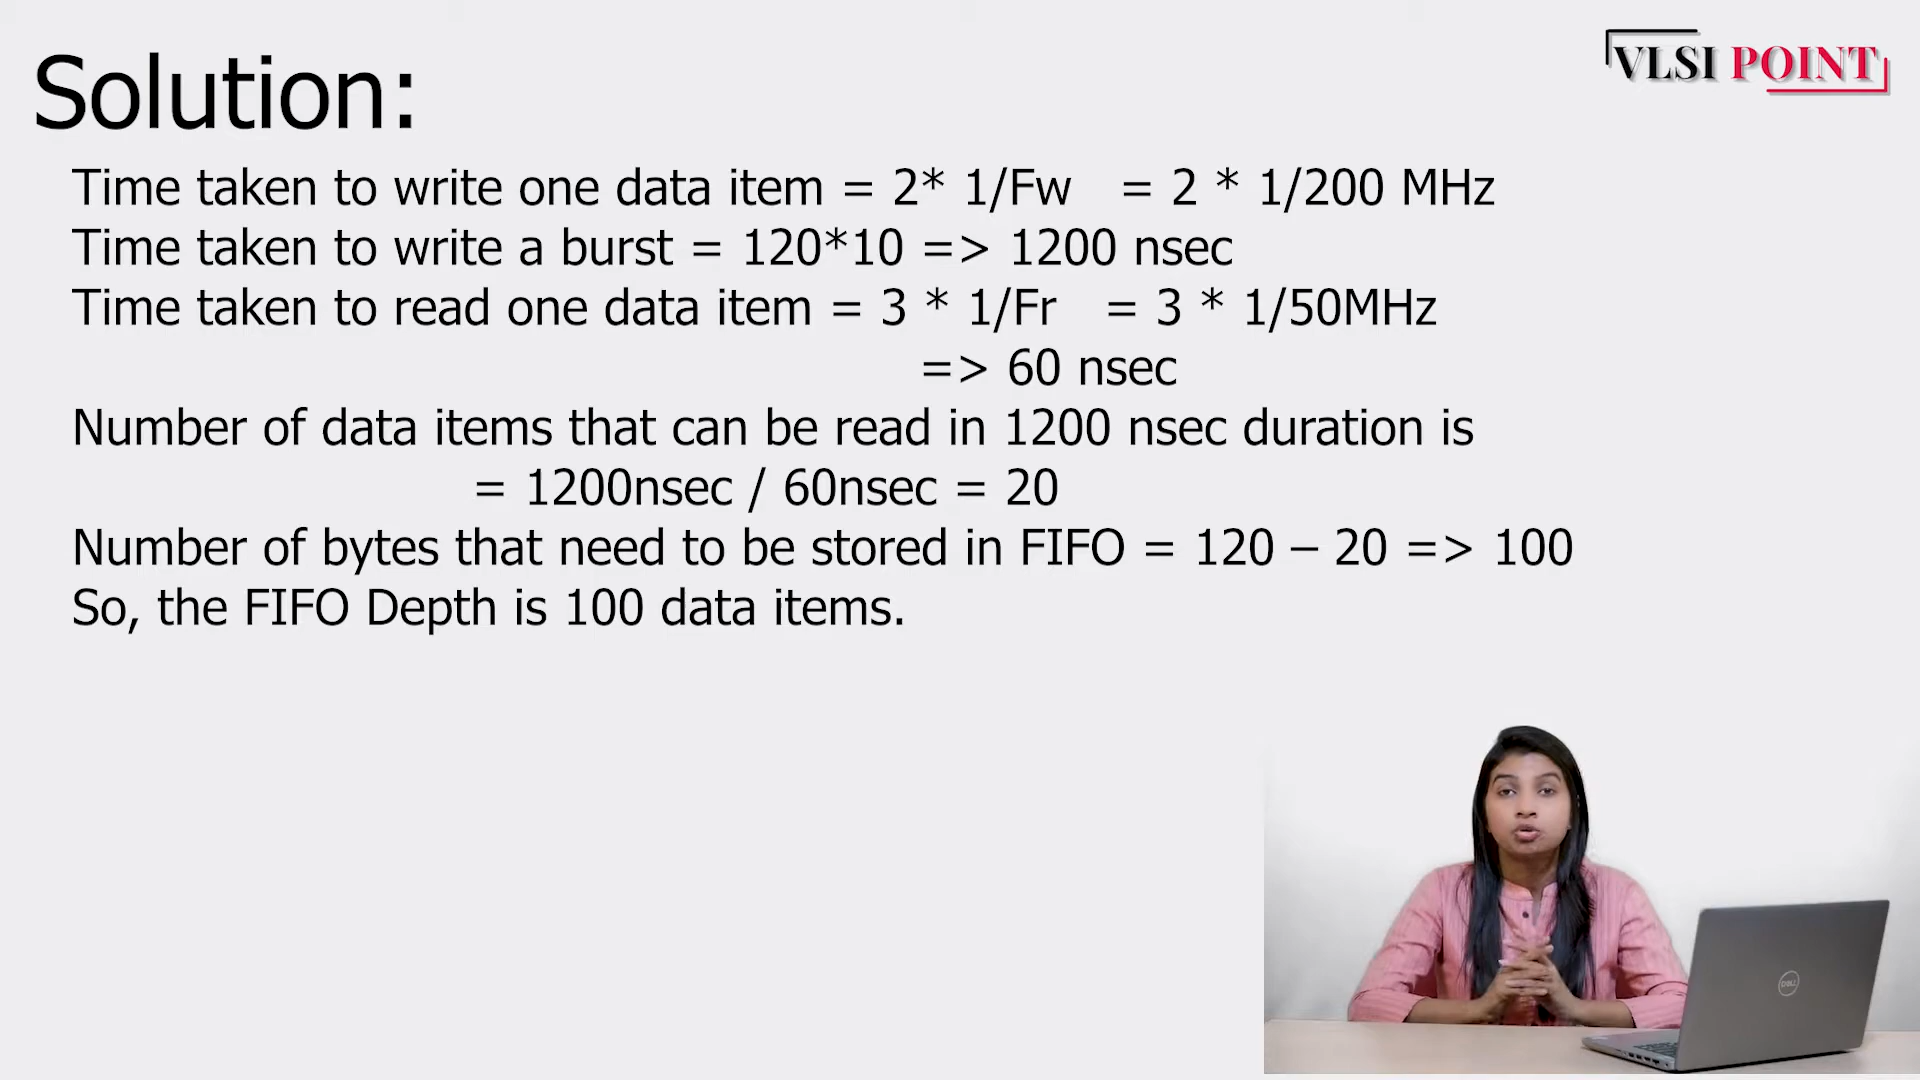 Solution:
VLSI POINT
Time taken to write one data item = 2* 1/Fw = 2 * 1/200 MHz
Time taken to write a burst = 120*10 => 1200 nsec
Time taken to read one data item = 3 * 1/Fr = 3 * 1/50MHz
=> 60 nsec
Number of data items that can be read in 1200 nsec duration is
= 1200nsec / 60nsec = 20
Number of bytes that need to be stored in FIFO = 120 – 20 => 100
So, the FIFO Depth is 100 data items.
DELL